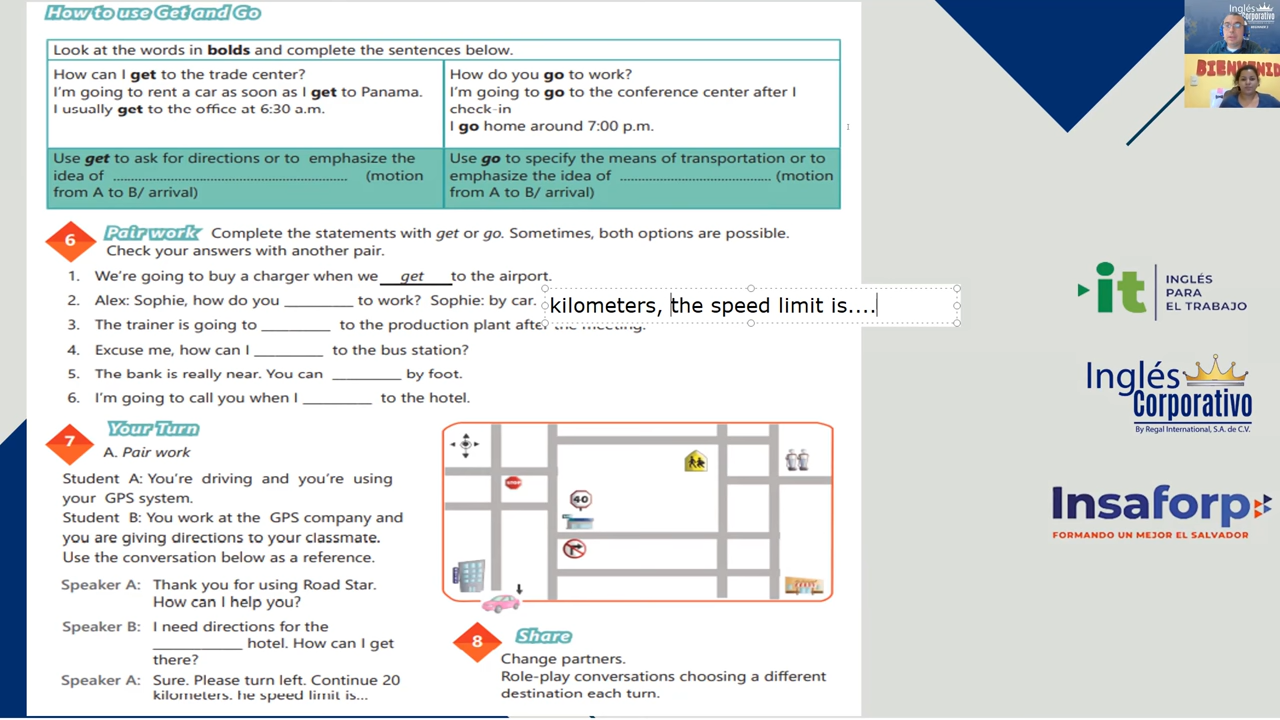 How to use Get and Go
Look at the words in bolds and complete the sentences below.
How can I get to the trade center?
I'm going to rent a car as soon as I get to Panama.
I usually get to the office at 6:30 a.m.
How do you go to work?
I'm going to go to the conference center after I
check-in
I go home around 7:00 p.m.
Use get to ask for directions or to emphasize the
idea of ................................................... (motion
from A to B/ arrival)
Use go to specify the means of transportation or to
emphasize the idea of ................................. (motion
from A to B/ arrival)
6 Pair work Complete the statements with get or go. Sometimes, both options are possible.
Check your answers with another pair.
1. We're going to buy a charger when we __get__ to the airport.
2. Alex: Sophie, how do you ________ to work? Sophie: by car.
kilometers, the speed limit is....
3. The trainer is going to ________ to the production plant after the meeting.
4. Excuse me, how can I ________ to the bus station?
5. The bank is really near. You can ________ by foot.
6. I'm going to call you when I ________ to the hotel.
7 Your Turn
A. Pair work
Student A: You're driving and you're using
your GPS system.
Student B: You work at the GPS company and
you are giving directions to your classmate.
Use the conversation below as a reference.
Speaker A: Thank you for using Road Star.
How can I help you?
Speaker B: I need directions for the
___________ hotel. How can I get
there?
Speaker A: Sure. Please turn left. Continue 20
kilometers. he speed limit is...
STOP
40
8 Share
Change partners.
Role-play conversations choosing a different
destination each turn.
Inglés
Corporativo
BIENVENID
it INGLÉS
PARA
EL TRABAJO
Inglés
Corporativo
By Regal International, S.A. de C.V.
Insaforp
FORMANDO UN MEJOR EL SALVADOR